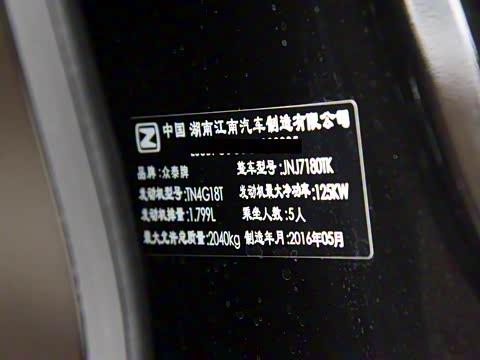 Z 中国 湖南江南汽车制造有限公司
品牌:众泰牌 整车型号:JNJ7180TK
发动机型号:TN4G18T 发动机最大净功率:125KW
发动机排量:1.799L 乘坐人数:5人
最大允许总质量:2040kg 制造年月:2016年05月